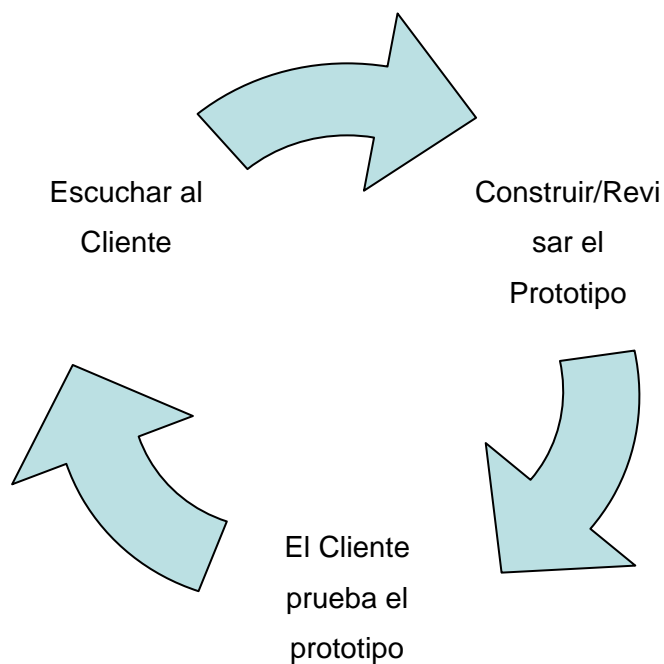 Escuchar al
Cliente
Construir/Revi
sar el
Prototipo
El Cliente
prueba el
prototipo